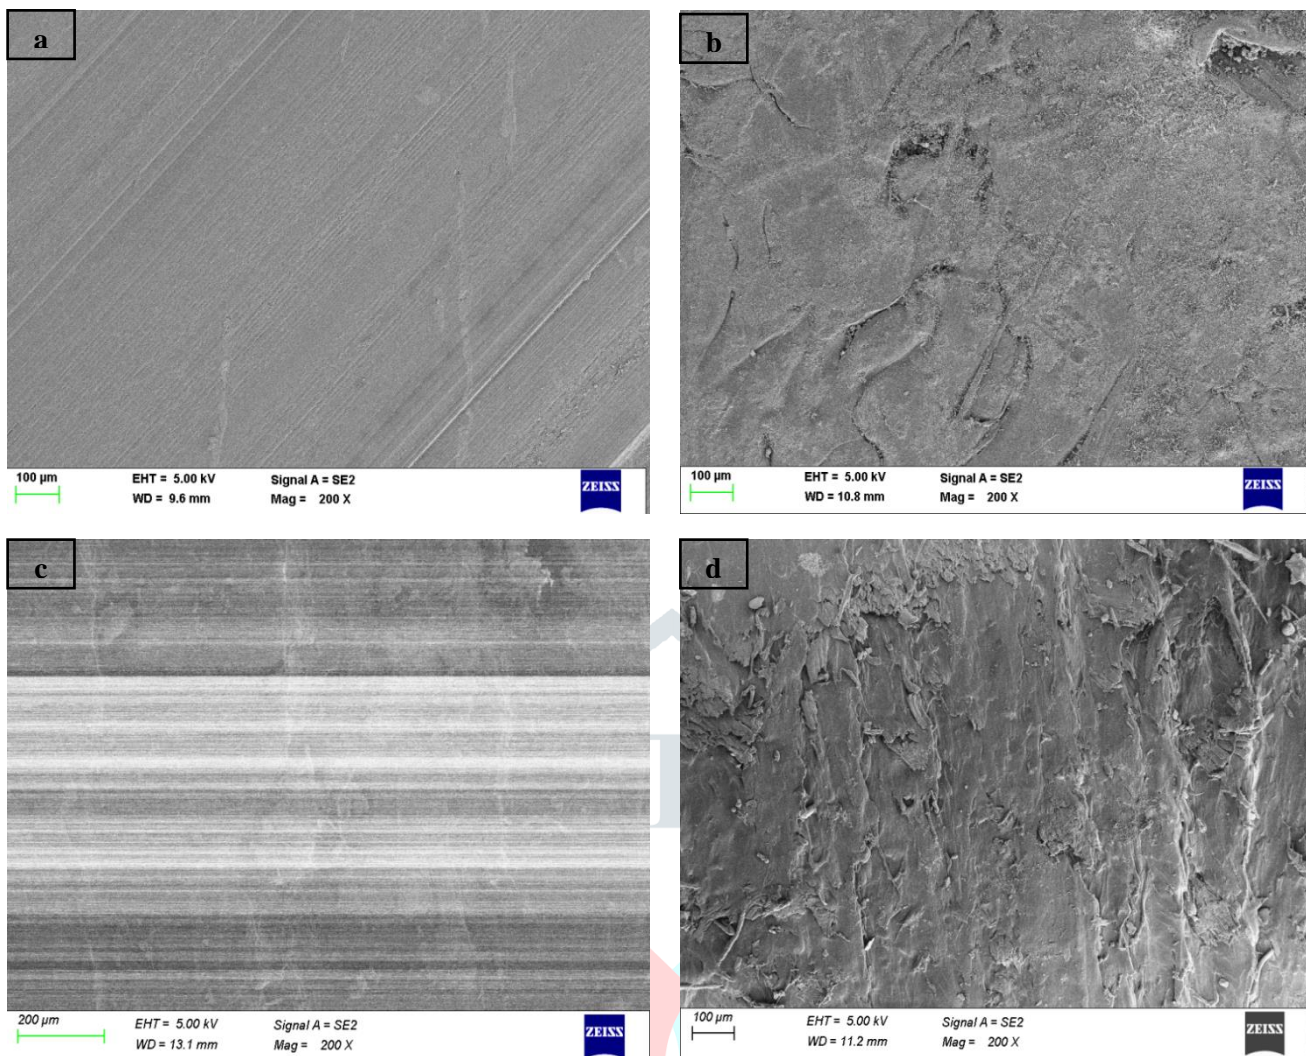 a
b
100 µm
EHT = 5.00 kV
Signal A = SE2
WD = 9.6 mm
Mag = 200 X
ZEISS
100 µm
EHT = 5.00 kV
Signal A = SE2
WD = 10.8 mm
Mag = 200 X
ZEISS
c
d
200 µm
EHT = 5.00 kV
Signal A = SE2
WD = 13.1 mm
Mag = 200 X
ZEISS
100 µm
EHT = 5.00 kV
Signal A = SE2
WD = 11.2 mm
Mag = 200 X
ZEISS